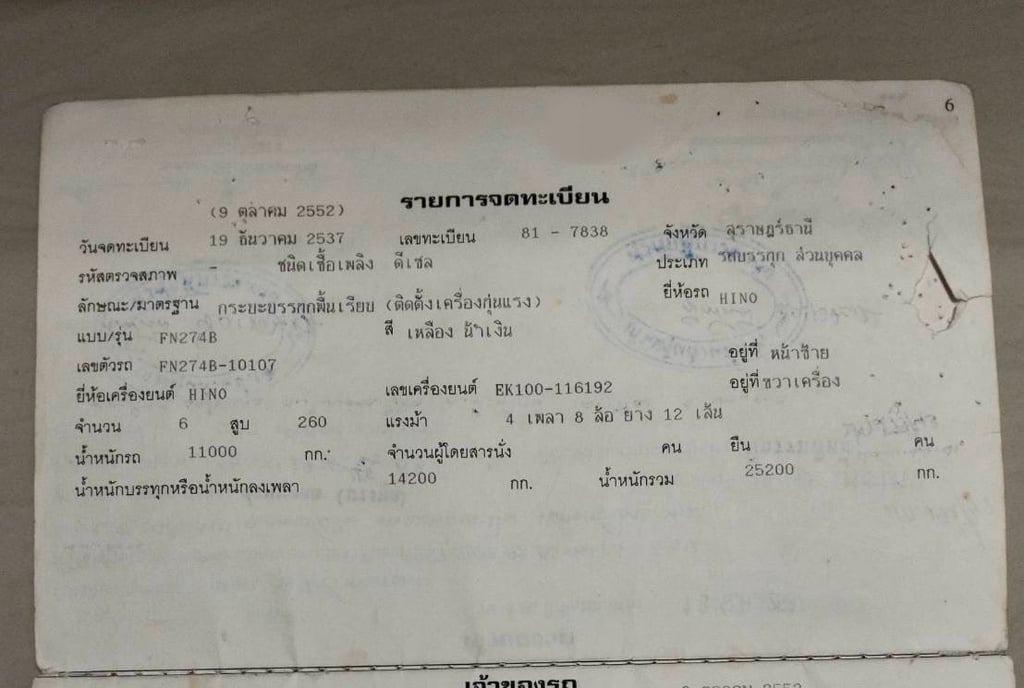 6
รายการจดทะเบียน
(9 ตุลาคม 2552)
วันจดทะเบียน 19 ธันวาคม 2537 เลขทะเบียน 81 - 7838 จังหวัด สุราษฎร์ธานี
รหัสตรวจสภาพ - ชนิดเชื้อเพลิง ดีเซล ประเภท รถบรรทุก ส่วนบุคคล
ลักษณะ/มาตรฐาน กระบะบรรทุกพื้นเรียบ (ติดตั้งเครื่องทุ่นแรง) ยี่ห้อรถ HINO
แบบ/รุ่น FN274B สี เหลือง น้ำเงิน
เลขตัวรถ FN274B-10107 อยู่ที่ หน้าซ้าย
ยี่ห้อเครื่องยนต์ HINO เลขเครื่องยนต์ EK100-116192 อยู่ที่ ขวาเครื่อง
จำนวน 6 สูบ 260 แรงม้า 4 เพลา 8 ล้อ ยาง 12 เส้น
น้ำหนักรถ 11000 กก. จำนวนผู้โดยสารนั่ง คน ยืน คน
น้ำหนักบรรทุกหรือน้ำหนักลงเพลา 14200 กก. น้ำหนักรวม 25200 กก.
เจ้าของรถ